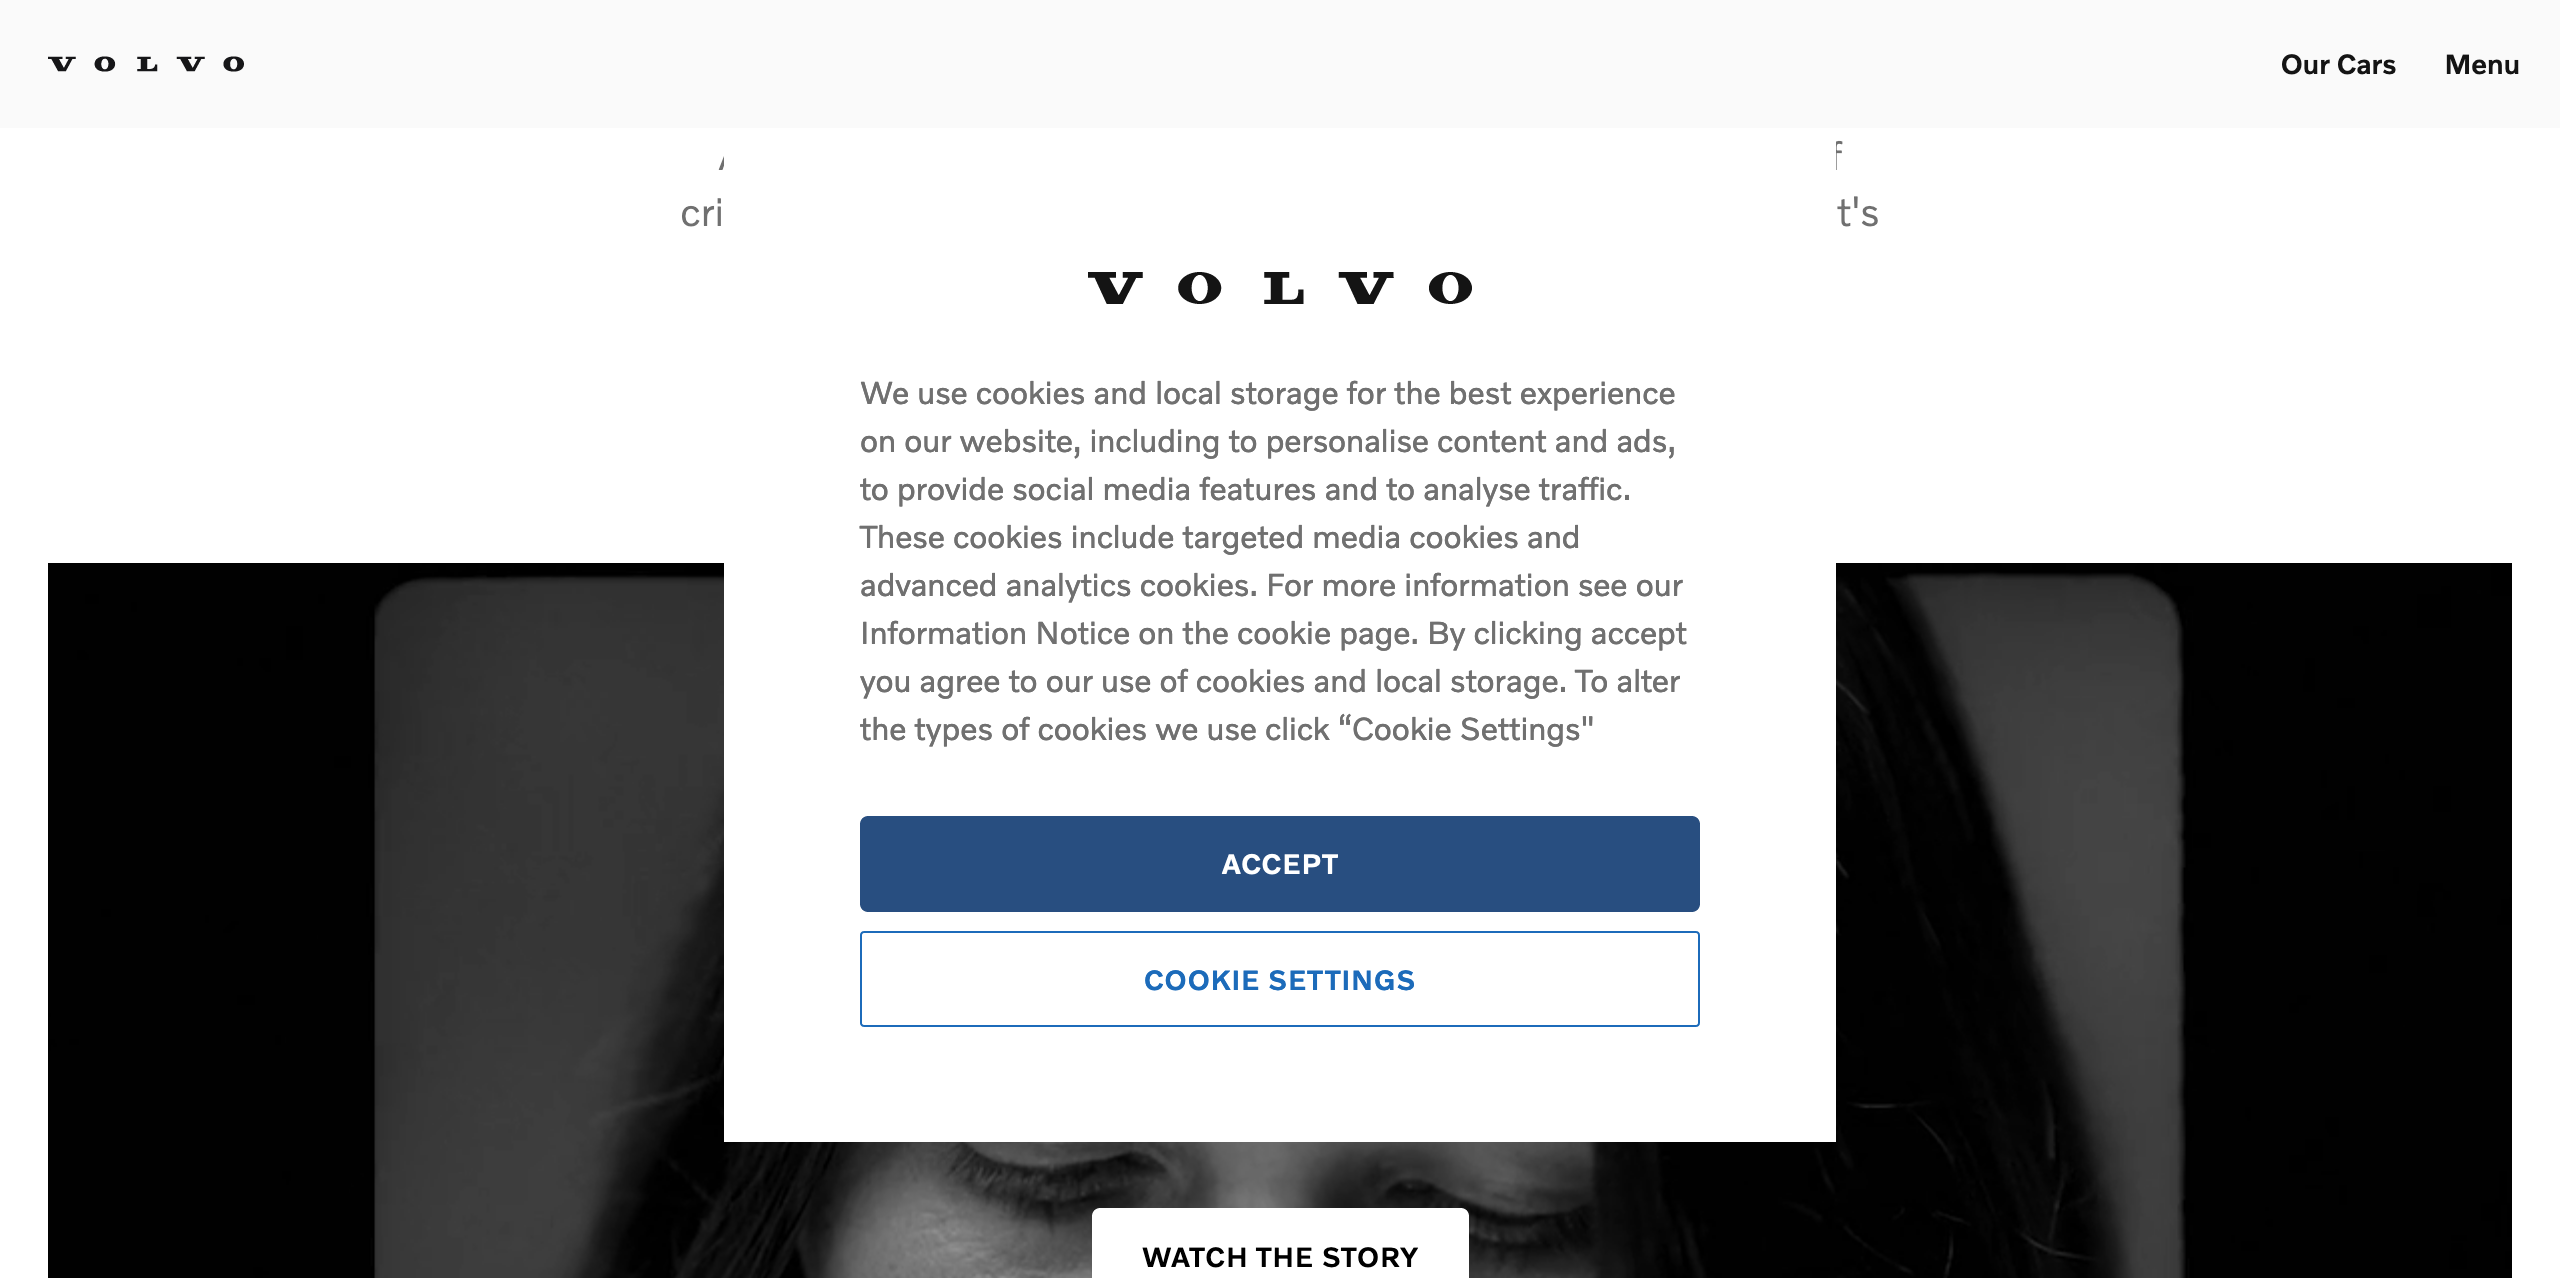 VOLVO
Our Cars
Menu
VOLVO
We use cookies and local storage for the best experience
on our website, including to personalise content and ads,
to provide social media features and to analyse traffic.
These cookies include targeted media cookies and
advanced analytics cookies. For more information see our
Information Notice on the cookie page. By clicking accept
you agree to our use of cookies and local storage. To alter
the types of cookies we use click “Cookie Settings"
ACCEPT
COOKIE SETTINGS
WATCH THE STORY